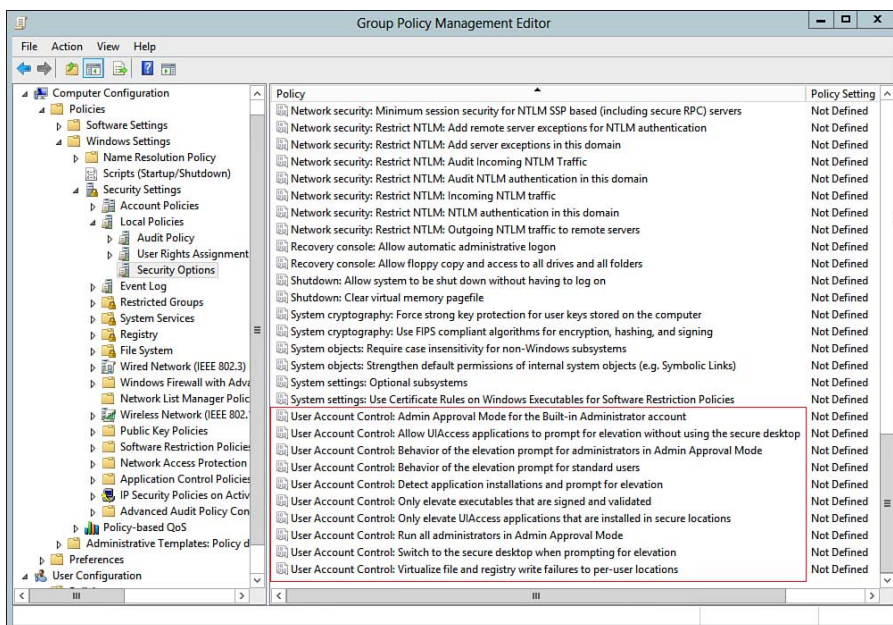 Group Policy Management Editor
File Action View Help
Computer Configuration
Policies
Software Settings
Windows Settings
Name Resolution Policy
Scripts (Startup/Shutdown)
Security Settings
Account Policies
Local Policies
Audit Policy
User Rights Assignment
Security Options
Event Log
Restricted Groups
System Services
Registry
File System
Wired Network (IEEE 802.3)
Windows Firewall with Adva
Network List Manager Polic
Wireless Network (IEEE 802.
Public Key Policies
Software Restriction Policies
Network Access Protection
Application Control Policies
IP Security Policies on Activ
Advanced Audit Policy Con
Policy-based QoS
Administrative Templates: Policy d
Preferences
User Configuration
Policy Policy Setting
Network security: Minimum session security for NTLM SSP based (including secure RPC) servers Not Defined
Network security: Restrict NTLM: Add remote server exceptions for NTLM authentication Not Defined
Network security: Restrict NTLM: Add server exceptions in this domain Not Defined
Network security: Restrict NTLM: Audit Incoming NTLM Traffic Not Defined
Network security: Restrict NTLM: Audit NTLM authentication in this domain Not Defined
Network security: Restrict NTLM: Incoming NTLM traffic Not Defined
Network security: Restrict NTLM: NTLM authentication in this domain Not Defined
Network security: Restrict NTLM: Outgoing NTLM traffic to remote servers Not Defined
Recovery console: Allow automatic administrative logon Not Defined
Recovery console: Allow floppy copy and access to all drives and all folders Not Defined
Shutdown: Allow system to be shut down without having to log on Not Defined
Shutdown: Clear virtual memory pagefile Not Defined
System cryptography: Force strong key protection for user keys stored on the computer Not Defined
System cryptography: Use FIPS compliant algorithms for encryption, hashing, and signing Not Defined
System objects: Require case insensitivity for non-Windows subsystems Not Defined
System objects: Strengthen default permissions of internal system objects (e.g. Symbolic Links) Not Defined
System settings: Optional subsystems Not Defined
System settings: Use Certificate Rules on Windows Executables for Software Restriction Policies Not Defined
User Account Control: Admin Approval Mode for the Built-in Administrator account Not Defined
User Account Control: Allow UIAccess applications to prompt for elevation without using the secure desktop Not Defined
User Account Control: Behavior of the elevation prompt for administrators in Admin Approval Mode Not Defined
User Account Control: Behavior of the elevation prompt for standard users Not Defined
User Account Control: Detect application installations and prompt for elevation Not Defined
User Account Control: Only elevate executables that are signed and validated Not Defined
User Account Control: Only elevate UIAccess applications that are installed in secure locations Not Defined
User Account Control: Run all administrators in Admin Approval Mode Not Defined
User Account Control: Switch to the secure desktop when prompting for elevation Not Defined
User Account Control: Virtualize file and registry write failures to per-user locations Not Defined